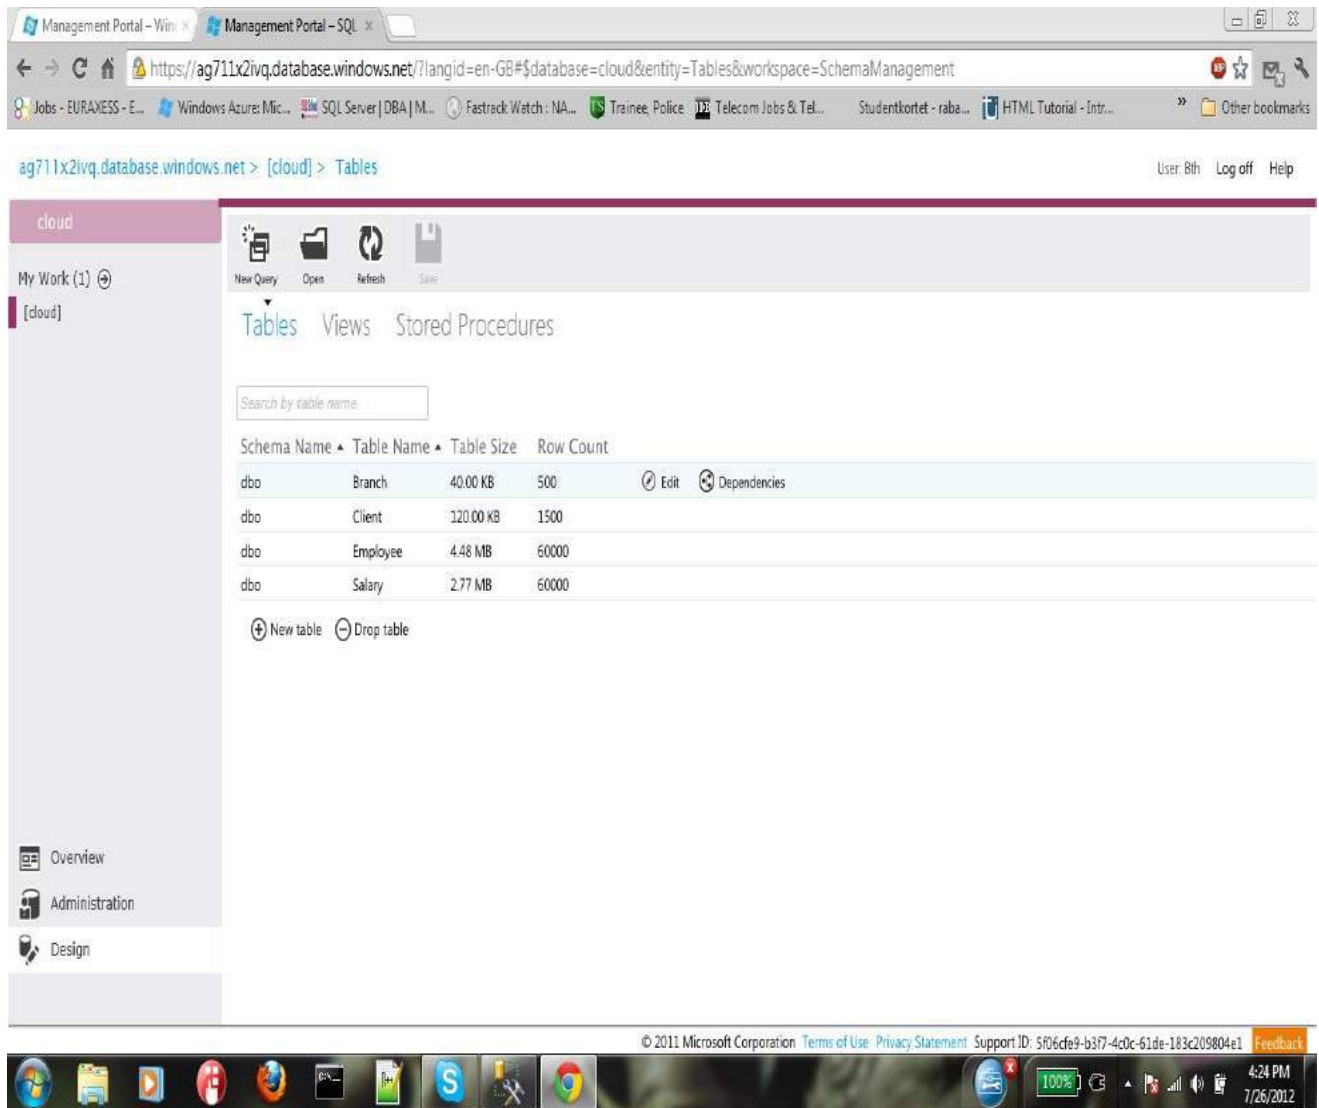 Management Portal – Win
Management Portal – SQL
https://ag711x2ivq.database.windows.net/?langid=en-GB#$database=cloud&entity=Tables&workspace=SchemaManagement
Jobs - EURAXESS - E... Windows Azure: Mic... SQL Server | DBA | M... Fastrack Watch : NA... Trainee, Police Telecom Jobs & Tel... Studentkortet - raba... HTML Tutorial - Intr... » Other bookmarks
ag711x2ivq.database.windows.net > [cloud] > Tables
User: Bth Log off Help
cloud
My Work (1)
[cloud]
New Query Open Refresh Save
Tables Views Stored Procedures
Search by table name
Schema Name Table Name Table Size Row Count
dbo Branch 40.00 KB 500 Edit Dependencies
dbo Client 120.00 KB 1500
dbo Employee 4.48 MB 60000
dbo Salary 2.77 MB 60000
New table Drop table
Overview
Administration
Design
© 2011 Microsoft Corporation Terms of Use Privacy Statement Support ID: 5f06cfe9-b3f7-4c0c-61de-183c209804e1 Feedback
100%
4:24 PM
7/26/2012